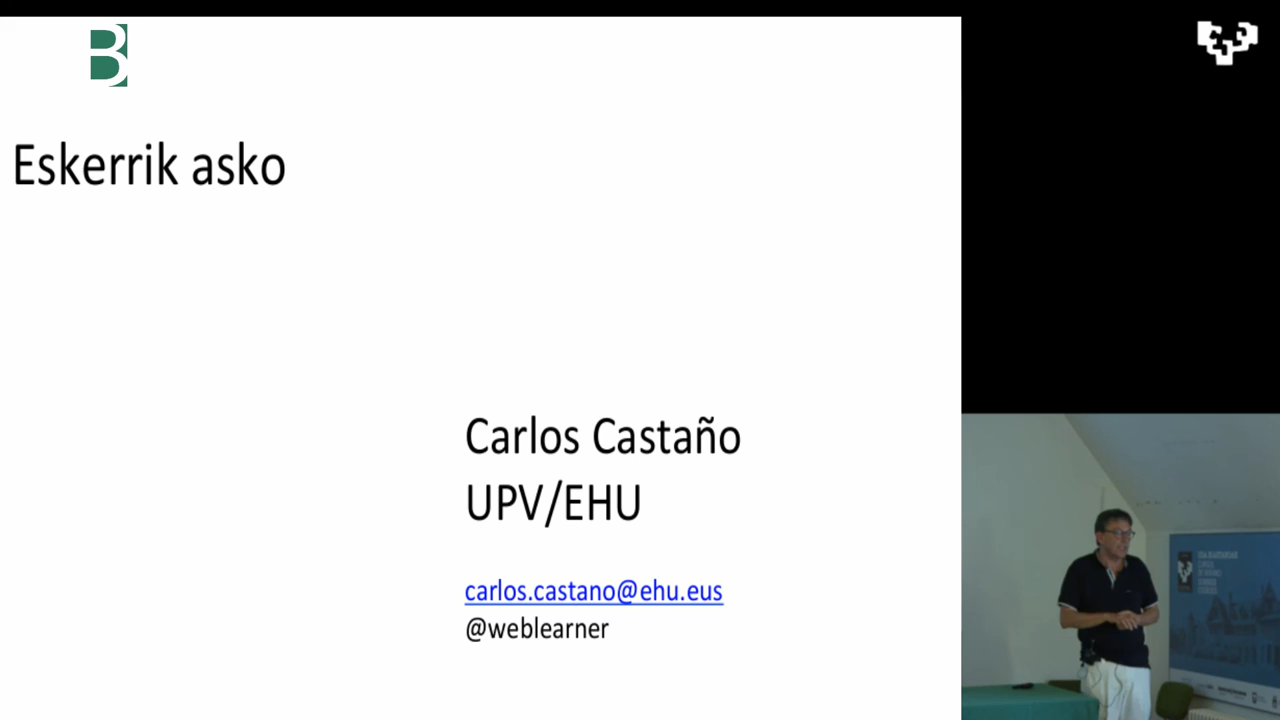 B
Eskerrik asko
Carlos Castaño
UPV/EHU
carlos.castano@ehu.eus
@weblearner